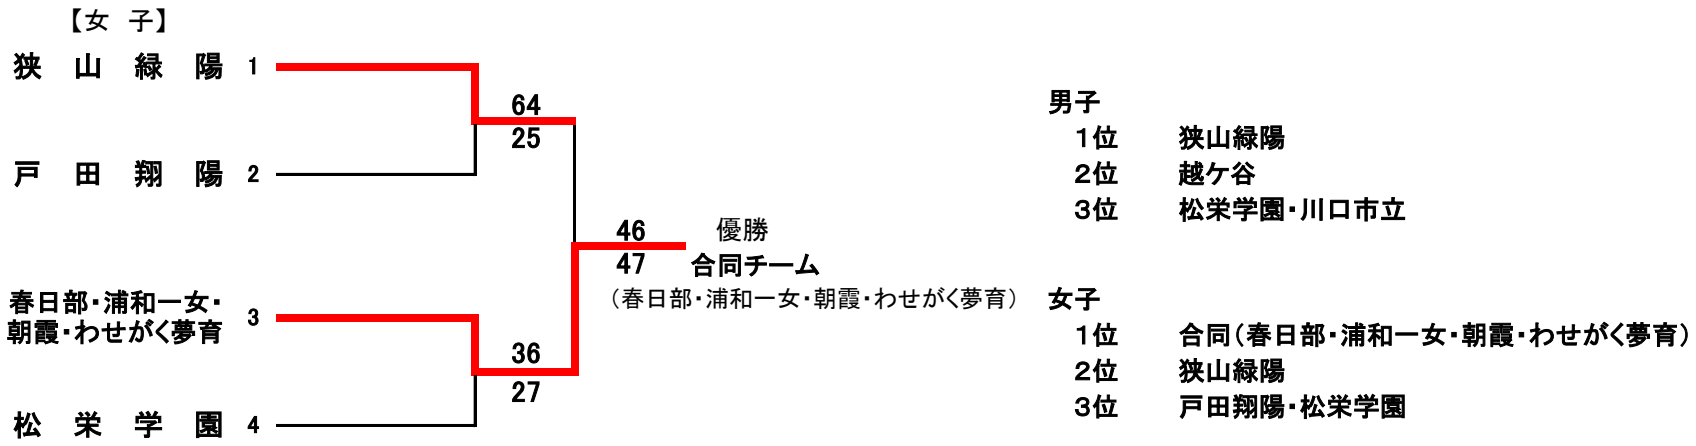 【女　子】
狭山緑陽 1
64
25
戸田翔陽 2
46
47
優勝
合同チーム
（春日部・浦和一女・朝霞・わせがく夢育）
春日部・浦和一女・
朝霞・わせがく夢育 3
36
27
松栄学園 4
男子
1位 狭山緑陽
2位 越ケ谷
3位 松栄学園・川口市立
女子
1位 合同（春日部・浦和一女・朝霞・わせがく夢育）
2位 狭山緑陽
3位 戸田翔陽・松栄学園